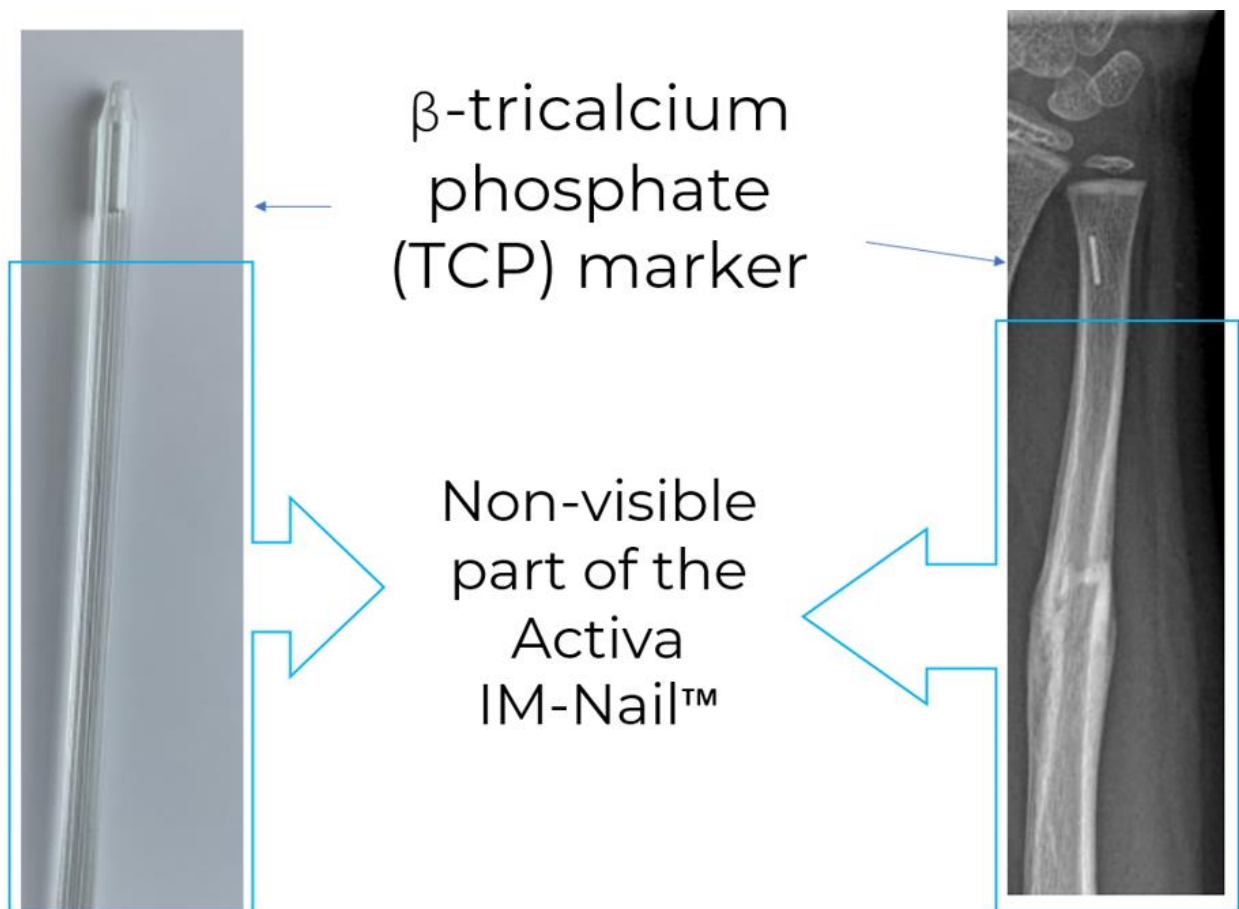 β-tricalcium
phosphate
(TCP) marker
Non-visible
part of the
Activa
IM-Nail™